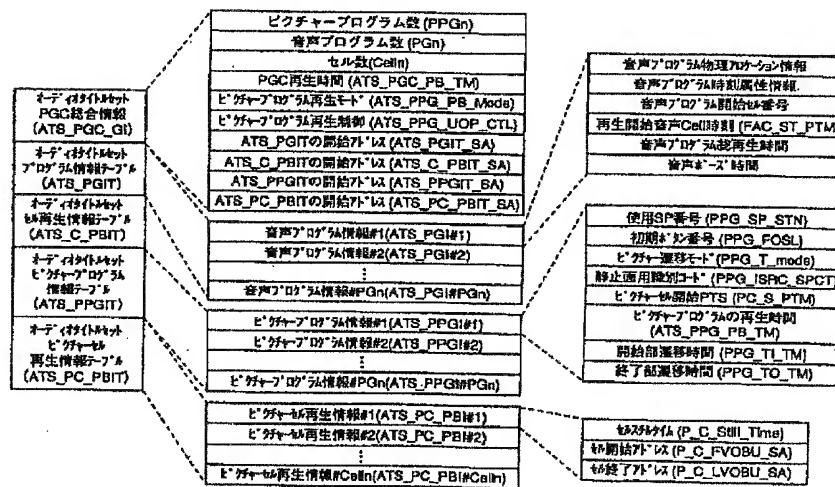 オーディオタイトルセット
PGC総合情報
(ATS_PGC_GI)
オーディオタイトルセット
プログラム情報テーブル
(ATS_PGIT)
オーディオタイトルセット
セル再生情報テーブル
(ATS_C_PBIT)
オーディオタイトルセット
ピクチャープログラム
情報テーブル
(ATS_PPGIT)
オーディオタイトルセット
ピクチャーセル
再生情報テーブル
(ATS_PC_PBIT)
ピクチャープログラム数 (PPGn)
音声プログラム数 (PGn)
セル数(Celln)
PGC再生時間 (ATS_PGC_PB_TM)
ピクチャープログラム再生モード (ATS_PPG_PB_Mode)
ピクチャープログラム再生制御 (ATS_PPG_UOP_CTL)
ATS_PGITの開始アドレス (ATS_PGIT_SA)
ATS_C_PBITの開始アドレス (ATS_C_PBIT_SA)
ATS_PPGITの開始アドレス (ATS_PPGIT_SA)
ATS_PC_PBITの開始アドレス (ATS_PC_PBIT_SA)
音声プログラム情報#1(ATS_PGI#1)
音声プログラム情報#2(ATS_PGI#2)
⋮
音声プログラム情報#PGn(ATS_PGI#PGn)
ピクチャープログラム情報#1(ATS_PPGI#1)
ピクチャープログラム情報#2(ATS_PPGI#2)
⋮
ピクチャープログラム情報#PGn(ATS_PPGI#PGn)
ピクチャーセル再生情報#1(ATS_PC_PBI#1)
ピクチャーセル再生情報#2(ATS_PC_PBI#2)
⋮
ピクチャーセル再生情報#Celln(ATS_PC_PBI#Celln)
音声プログラム物理アロケーション情報
音声プログラム時刻属性情報
音声プログラム開始セル番号
再生開始音声Cell時刻 (FAC_ST_PTM)
音声プログラム総再生時間
音声ポーズ時間
使用SP番号 (PPG_SP_STN)
初期ボタン番号 (PPG_FOSL)
ピクチャー遷移モード(PPG_T_mode)
静止画用識別コード (PPG_ISRC_SPCT)
ピクチャーセル開始PTS (PC_S_PTM)
ピクチャープログラムの再生時間
(ATS_PPG_PB_TM)
開始部遷移時間 (PPG_TI_TM)
終了部遷移時間 (PPG_TO_TM)
セルスチルタイム (P_C_Still_Time)
セル開始アドレス (P_C_FVOBU_SA)
セル終了アドレス (P_C_LVOBU_SA)